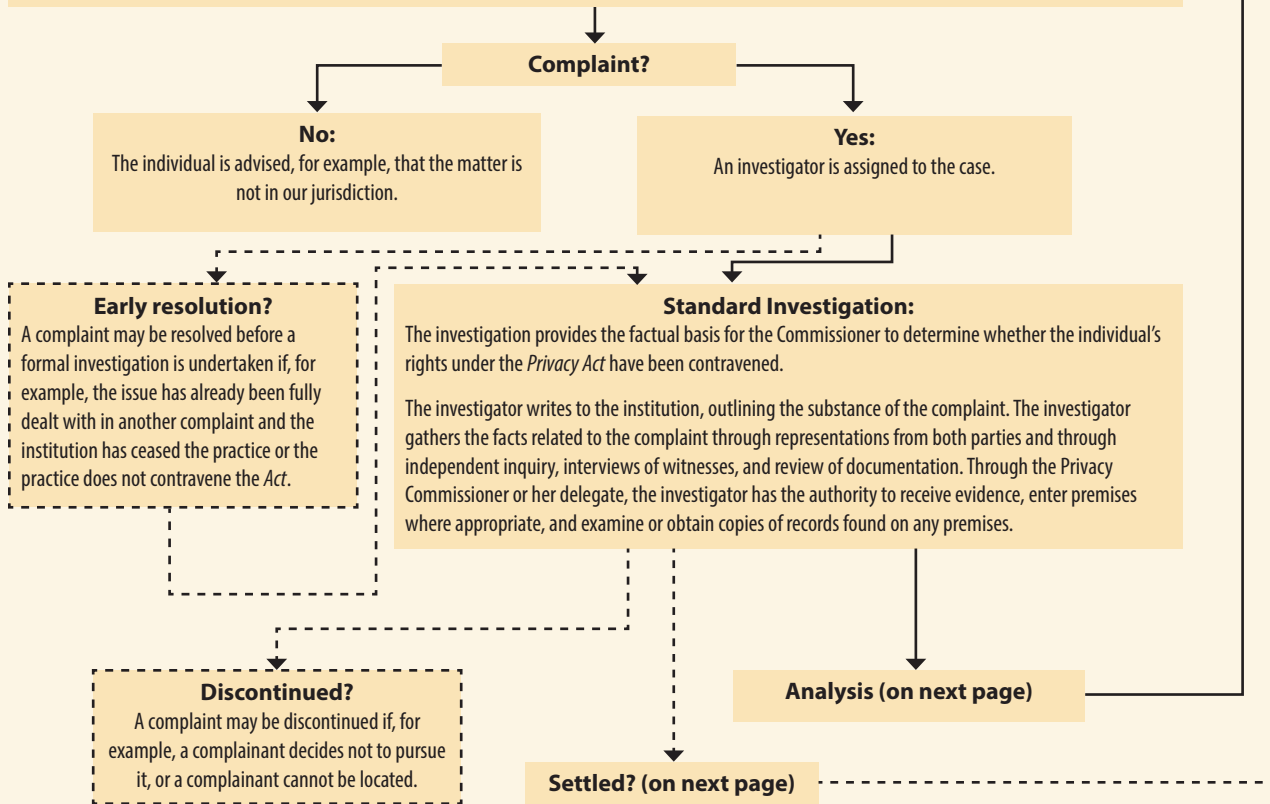 Complaint?
No:
The individual is advised, for example, that the matter is
not in our jurisdiction.
Yes:
An investigator is assigned to the case.
Early resolution?
A complaint may be resolved before a
formal investigation is undertaken if, for
example, the issue has already been fully
dealt with in another complaint and the
institution has ceased the practice or the
practice does not contravene the Act.
Standard Investigation:
The investigation provides the factual basis for the Commissioner to determine whether the individual’s
rights under the Privacy Act have been contravened.
The investigator writes to the institution, outlining the substance of the complaint. The investigator
gathers the facts related to the complaint through representations from both parties and through
independent inquiry, interviews of witnesses, and review of documentation. Through the Privacy
Commissioner or her delegate, the investigator has the authority to receive evidence, enter premises
where appropriate, and examine or obtain copies of records found on any premises.
Discontinued?
A complaint may be discontinued if, for
example, a complainant decides not to pursue
it, or a complainant cannot be located.
Analysis (on next page)
Settled? (on next page)